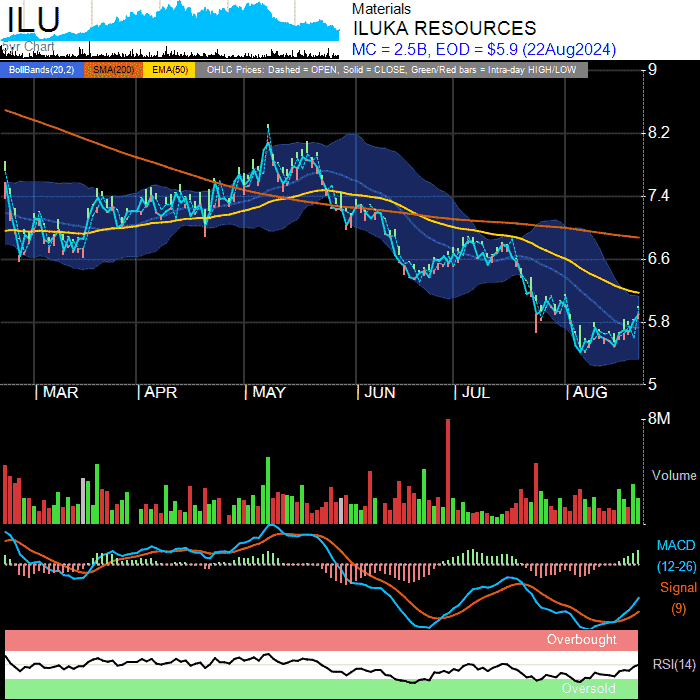 ILU
our Chart
Materials
ILUKA RESOURCES
MC = 2.5B, EOD = $5.9 (22Aug2024)
BollBands(20,2) SMA(200) EMA(50) OHLC Prices: Dashed = OPEN, Solid = CLOSE, Green/Red bars = Intra-day HIGH/LOW
9
8.2
7.4
6.6
5.8
5
| MAR | APR | MAY | JUN | JUL | AUG
8M
Volume
MACD
(12-26)
Signal
(9)
Overbought
RSI(14)
Oversold